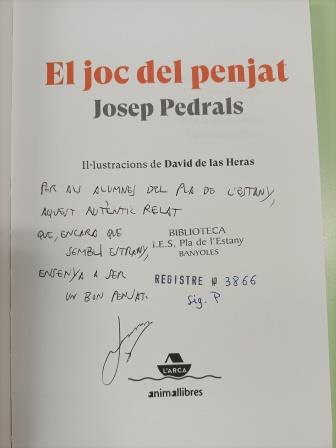 El joc del penjat
Josep Pedrals
Il·lustracions de David de las Heras
PER ALS ALUMNES DEL PLA DE L'ESTANY,
AQUEST AUTÈNTIC RELAT
QUE, ENCARA QUE
SEMBLI ESTRANY,
ENSENYA A SER
UN BON PENJAT.
BIBLIOTECA
I.E.S. Pla de l'Estany
BANYOLES
REGISTRE Nº 3866
Sig. P
L'ARCA
animallibres